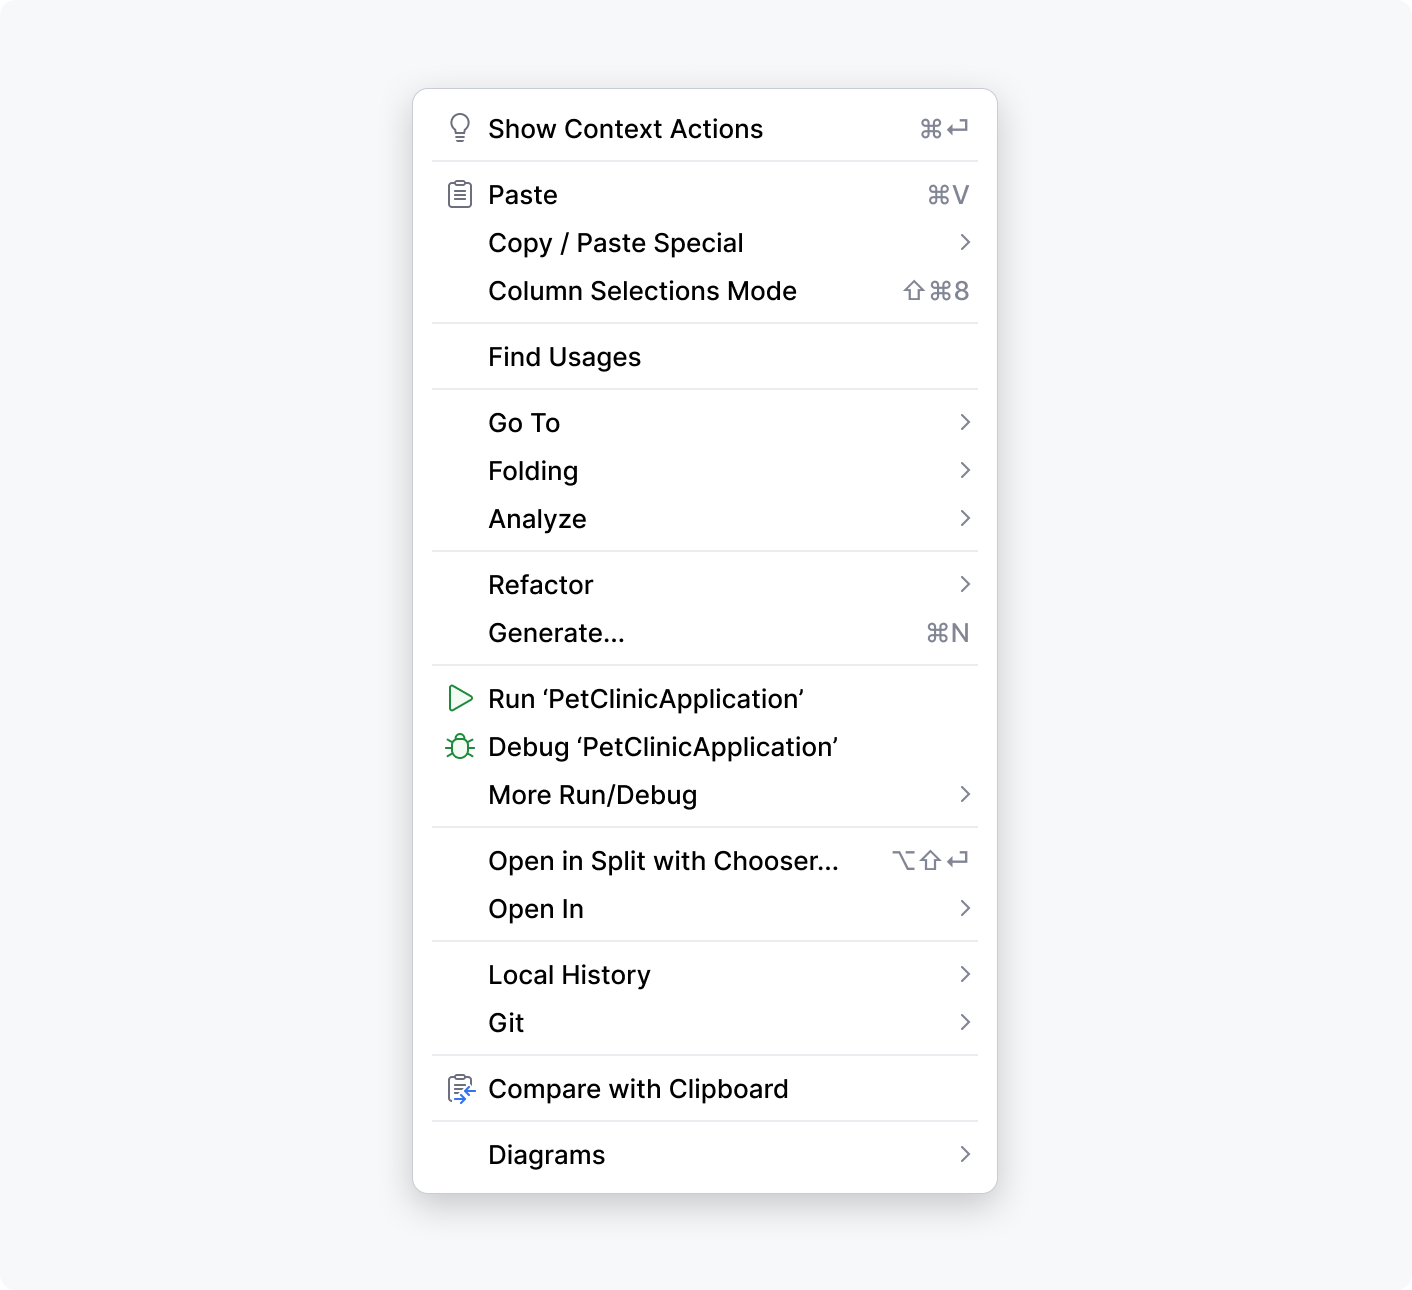 Show Context Actions ⌘⏎
Paste ⌘V
Copy / Paste Special
Column Selections Mode ⇧⌘8
Find Usages
Go To
Folding
Analyze
Refactor
Generate... ⌘N
Run ‘PetClinicApplication’
Debug ‘PetClinicApplication’
More Run/Debug
Open in Split with Chooser... ⌥⇧⏎
Open In
Local History
Git
Compare with Clipboard
Diagrams